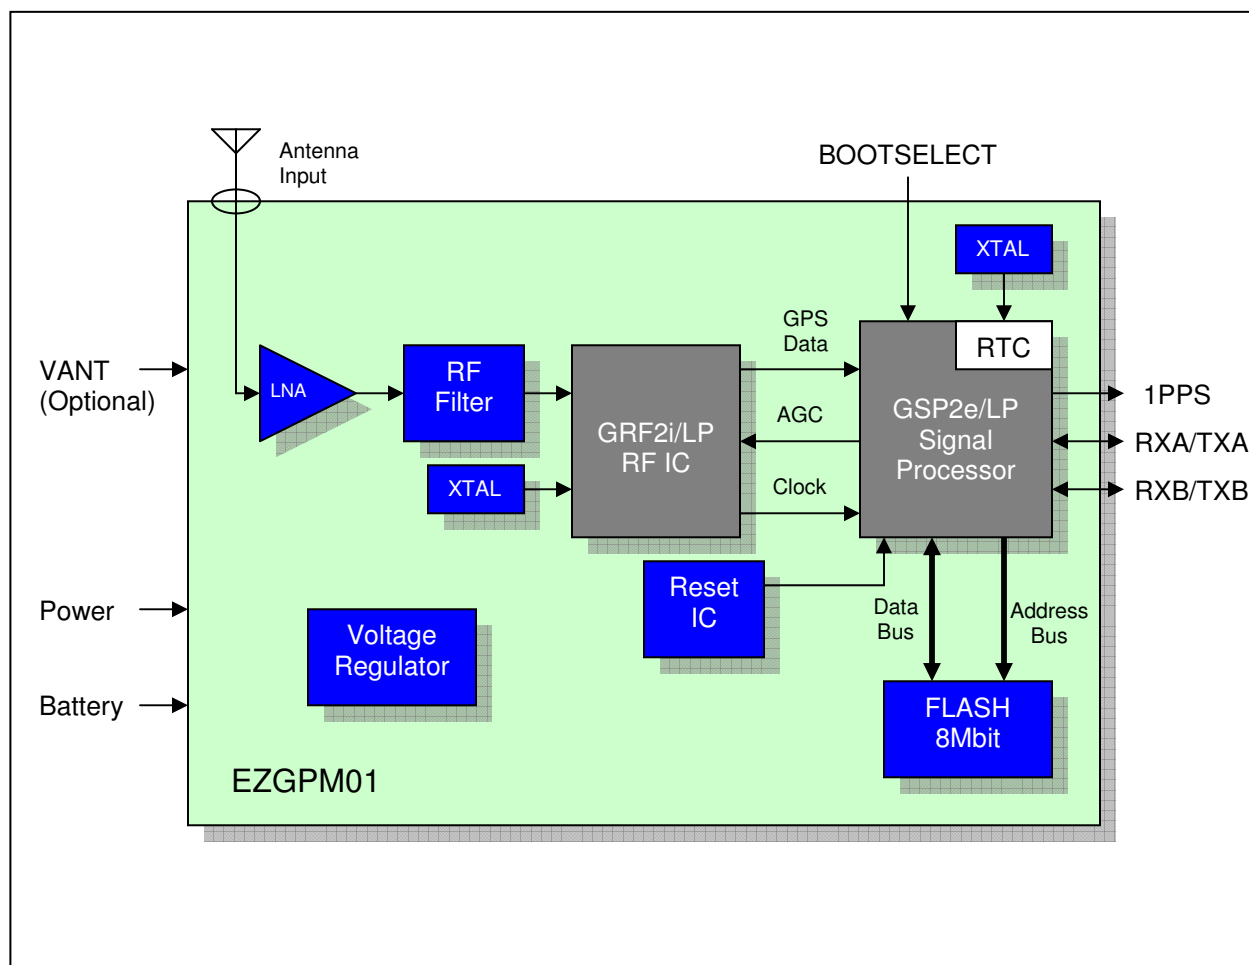 Antenna
Input
BOOTSELECT
XTAL
GPS
Data
RTC
VANT
(Optional)
LNA
RF
Filter
GRF2i/LP
RF IC
AGC
GSP2e/LP
Signal
Processor
1PPS
RXA/TXA
RXB/TXB
XTAL
Clock
Reset
IC
Data
Bus
Address
Bus
Power
Voltage
Regulator
Battery
FLASH
8Mbit
EZGPM01